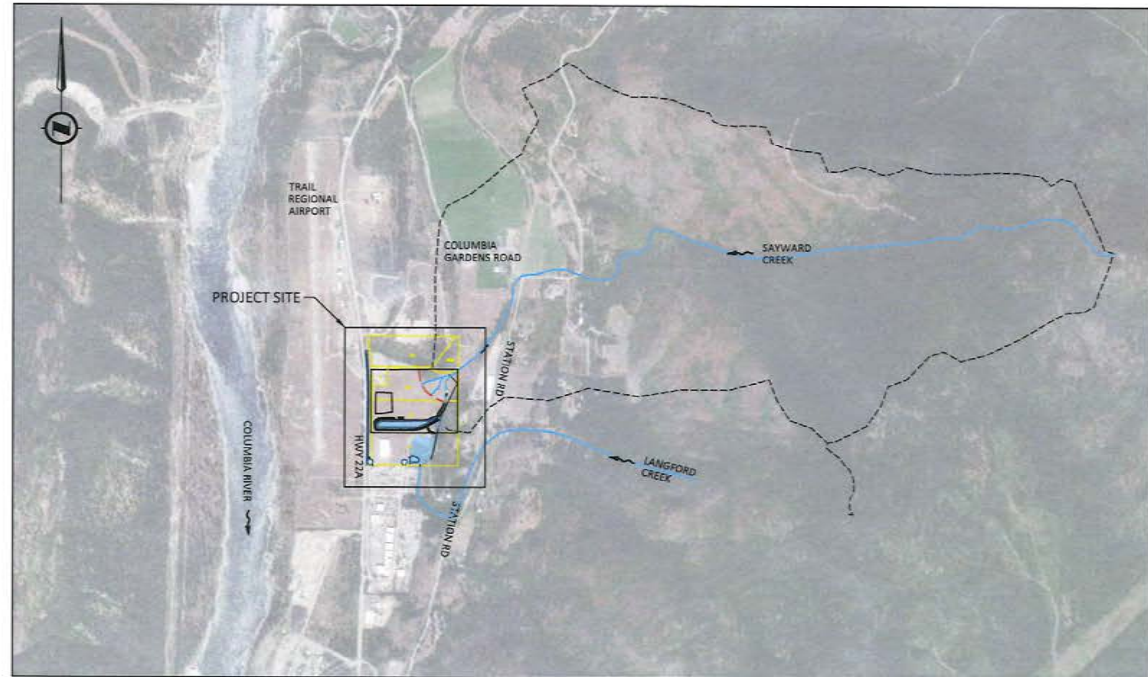 TRAIL
REGIONAL
AIRPORT
COLUMBIA
GARDENS ROAD
SAYWARD
CREEK
PROJECT SITE
STATION RD
HWY 22A
COLUMBIA RIVER
LANGFORD
CREEK
STATION RD